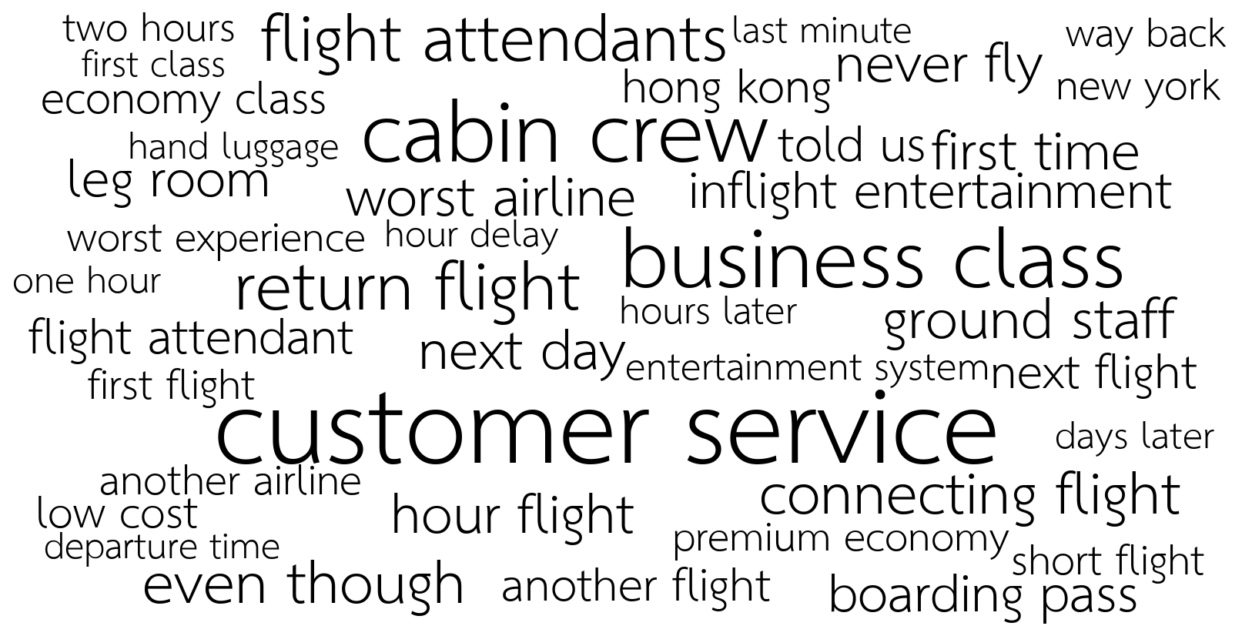 two hours
flight attendants
last minute
way back
first class
never fly
economy class
hong kong
new york
cabin crew
hand luggage
told us
first time
leg room
worst airline
inflight entertainment
worst experience
hour delay
business class
one hour
return flight
hours later
ground staff
flight attendant
next day
entertainment system
next flight
first flight
customer service
days later
another airline
connecting flight
low cost
hour flight
departure time
premium economy
short flight
even though
another flight
boarding pass